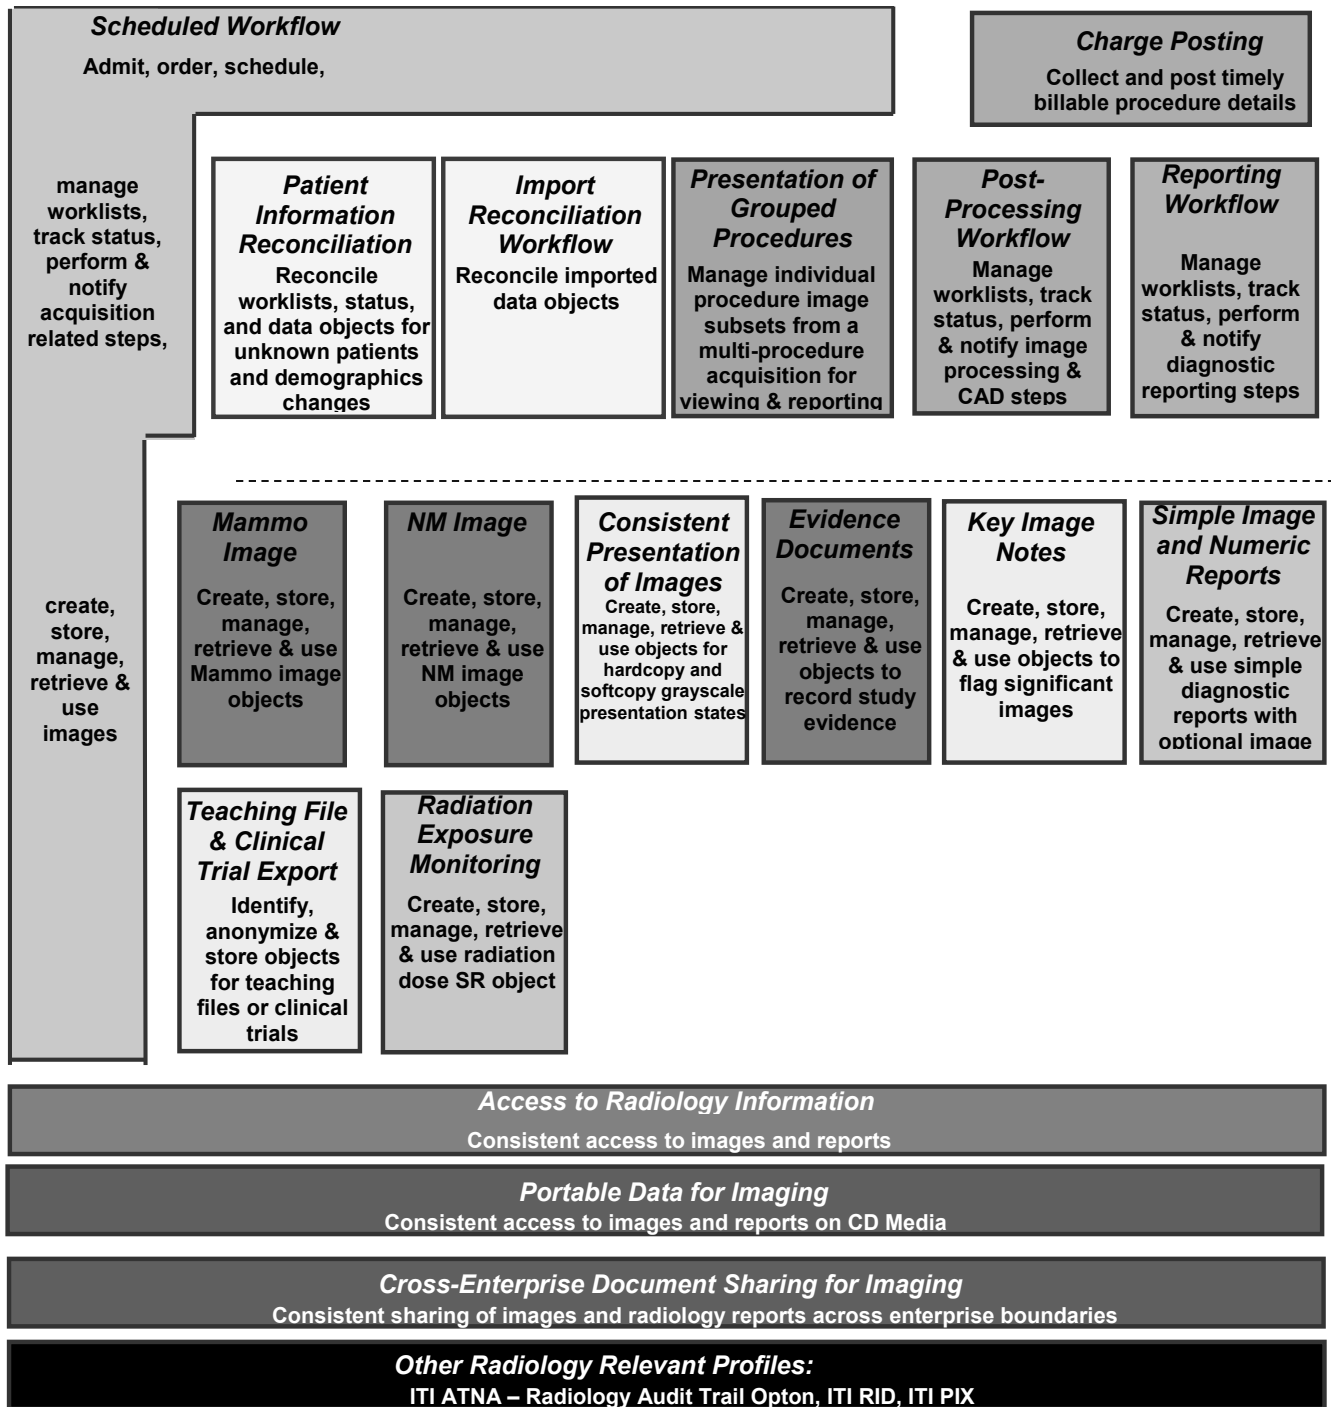 Scheduled Workflow
Admit, order, schedule,
Charge Posting
Collect and post timely
billable procedure details
manage
worklists,
track status,
perform &
notify
acquisition
related steps,
Patient
Information
Reconciliation
Reconcile
worklists, status,
and data objects for
unknown patients
and demographics
changes
Import
Reconciliation
Workflow
Reconcile imported
data objects
Presentation of
Grouped
Procedures
Manage individual
procedure image
subsets from a
multi-procedure
acquisition for
viewing & reporting
Post-
Processing
Workflow
Manage
worklists, track
status, perform
& notify image
processing &
CAD steps
Reporting
Workflow
Manage
worklists, track
status, perform
& notify
diagnostic
reporting steps
create,
store,
manage,
retrieve &
use
images
Mammo
Image
Create, store,
manage,
retrieve & use
Mammo image
objects
NM Image
Create, store,
manage,
retrieve & use
NM image
objects
Consistent
Presentation
of Images
Create, store,
manage, retrieve &
use objects for
hardcopy and
softcopy grayscale
presentation states
Evidence
Documents
Create, store,
manage,
retrieve & use
objects to
record study
evidence
Key Image
Notes
Create, store,
manage, retrieve
& use objects to
flag significant
images
Simple Image
and Numeric
Reports
Create, store,
manage, retrieve
& use simple
diagnostic
reports with
optional image
Teaching File
& Clinical
Trial Export
Identify,
anonymize &
store objects
for teaching
files or clinical
trials
Radiation
Exposure
Monitoring
Create, store,
manage, retrieve
& use radiation
dose SR object
Access to Radiology Information
Consistent access to images and reports
Portable Data for Imaging
Consistent access to images and reports on CD Media
Cross-Enterprise Document Sharing for Imaging
Consistent sharing of images and radiology reports across enterprise boundaries
Other Radiology Relevant Profiles:
ITI ATNA – Radiology Audit Trail Opton, ITI RID, ITI PIX